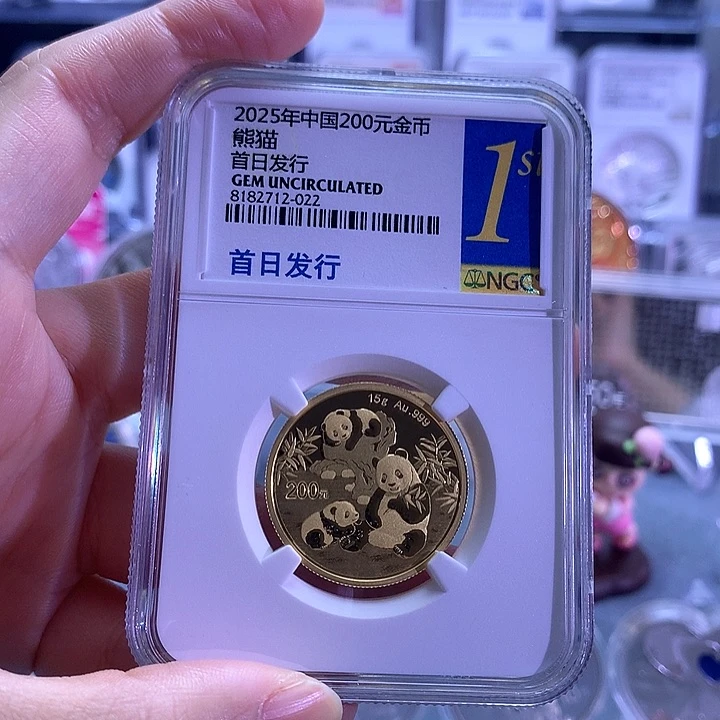 2025年中国200元金币
熊猫
首日发行
GEM UNCIRCULATED
8182712-022
首日发行
1st
NGC
15g Au.999
200元